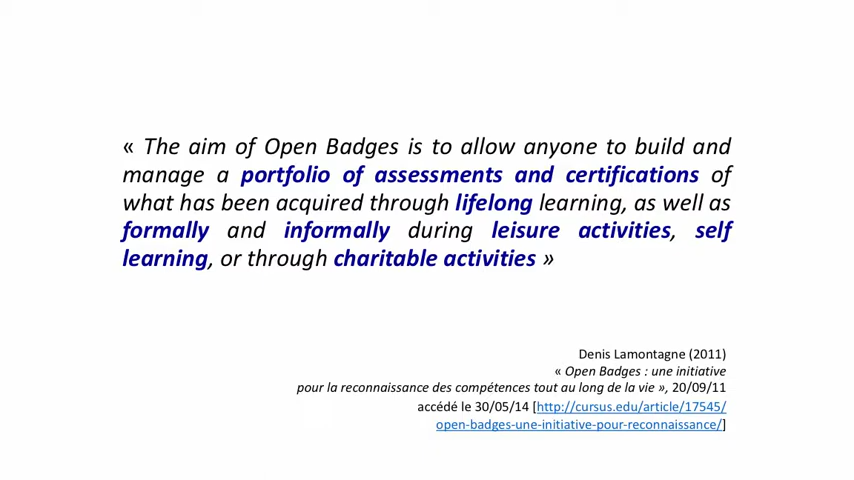 « The aim of Open Badges is to allow anyone to build and
manage a portfolio of assessments and certifications of
what has been acquired through lifelong learning, as well as
formally and informally during leisure activities, self
learning, or through charitable activities »
Denis Lamontagne (2011)
« Open Badges : une initiative
pour la reconnaissance des compétences tout au long de la vie », 20/09/11
accédé le 30/05/14 [http://cursus.edu/article/17545/
open-badges-une-initiative-pour-reconnaissance/]